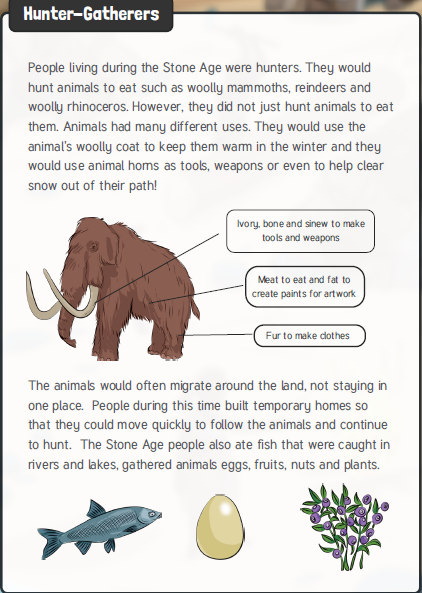 Hunter-Gatherers
People living during the Stone Age were hunters. They would
hunt animals to eat such as woolly mammoths, reindeers and
woolly rhinoceros. However, they did not just hunt animals to eat
them. Animals had many different uses. They would use the
animal's woolly coat to keep them warm in the winter and they
would use animal horns as tools, weapons or even to help clear
snow out of their path!
Ivory, bone and sinew to make
tools and weapons
Meat to eat and fat to
create paints for artwork
Fur to make clothes
The animals would often migrate around the land, not staying in
one place. People during this time built temporary homes so
that they could move quickly to follow the animals and continue
to hunt. The Stone Age people also ate fish that were caught in
rivers and lakes, gathered animals eggs, fruits, nuts and plants.